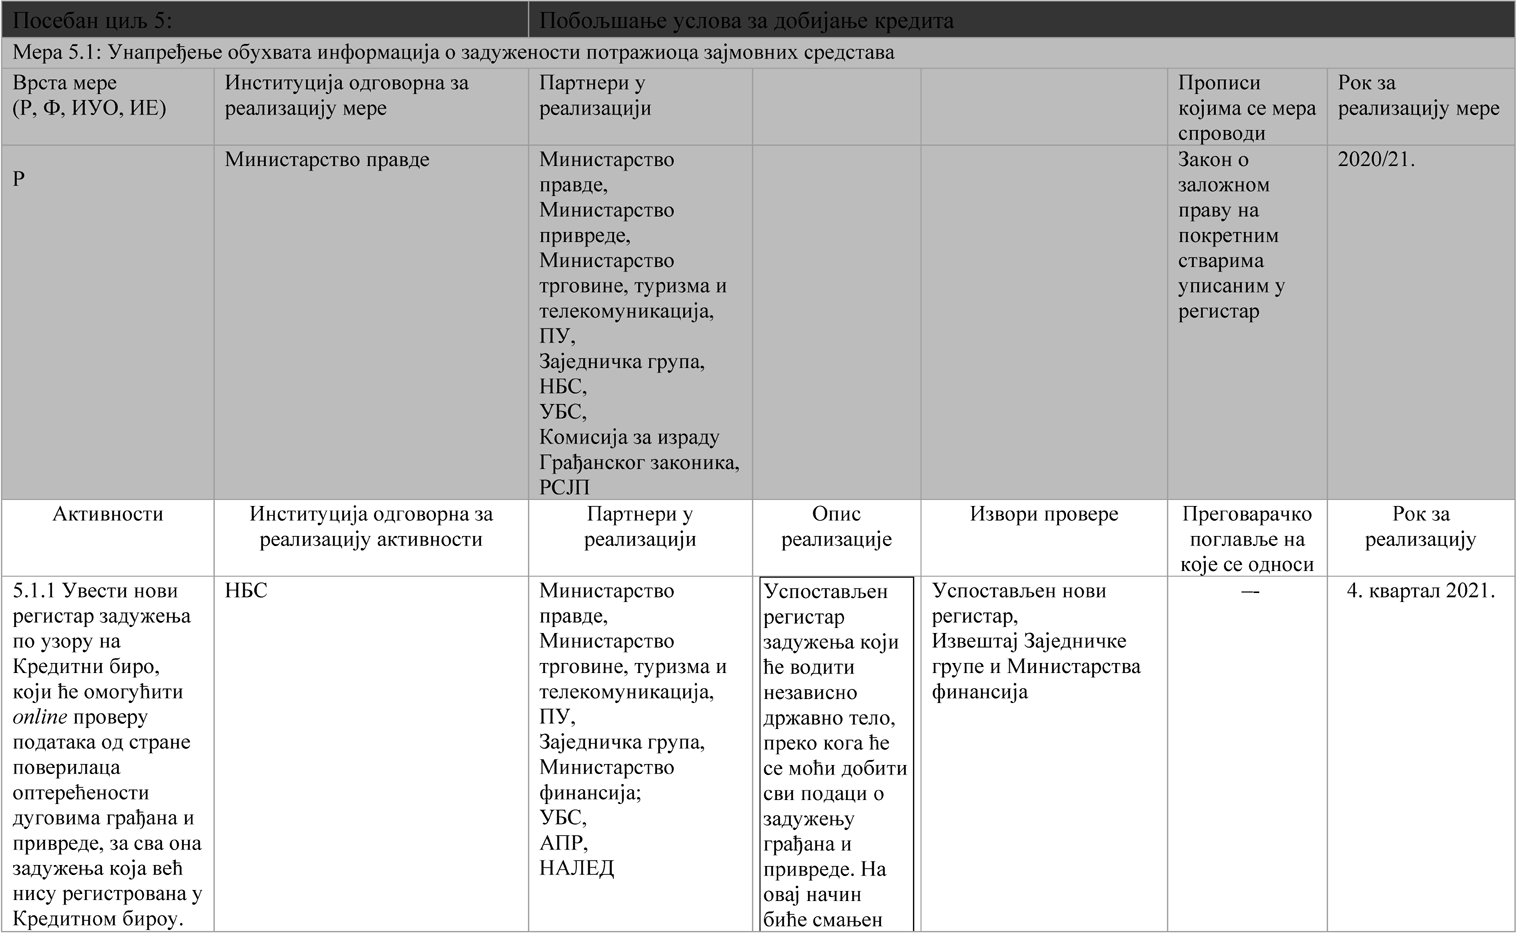 Посебан циљ 5:
Побољшање услова за добијање кредита
Мера 5.1: Унапређење обухвата информација о задужености потражиоца зајмовних средстава
Врста мере
(Р, Ф, ИУО, ИЕ)
Институција одговорна за
реализацију мере
Партнери у
реализацији
Прописи
којима се мера
спроводи
Рок за
реализацију мере
Р
Министарство правде
Министарство
правде,
Министарство
привреде,
Министарство
трговине, туризма и
телекомуникација,
ПУ,
Заједничка група,
НБС,
УБС,
Комисија за израду
Грађанског законика,
РСЈП
Закон о
заложном
праву на
покретним
стварима
уписаним у
регистар
2020/21.
Активности
Институција одговорна за
реализацију активности
Партнери у
реализацији
Опис
реализације
Извори провере
Преговарачко
поглавље на
које се односи
Рок за
реализацију
5.1.1 Увести нови
регистар задужења
по узору на
Кредитни биро,
који ће омогућити
online проверу
података од стране
поверилаца
оптерећености
дуговима грађана и
привреде, за сва она
задужења која већ
нису регистрована у
Кредитном бироу.
НБС
Министарство
правде,
Министарство
трговине, туризма и
телекомуникација,
ПУ,
Заједничка група,
Министарство
финансија;
УБС,
АПР,
НАЛЕД
Успостављен
регистар
задужења који
ће водити
независно
државно тело,
преко кога ће
се моћи добити
сви подаци о
задужењу
грађана и
привреде. На
овај начин
биће смањен
Успостављен нови
регистар,
Извештај Заједничке
групе и Министарства
финансија
–-
4. квартал 2021.